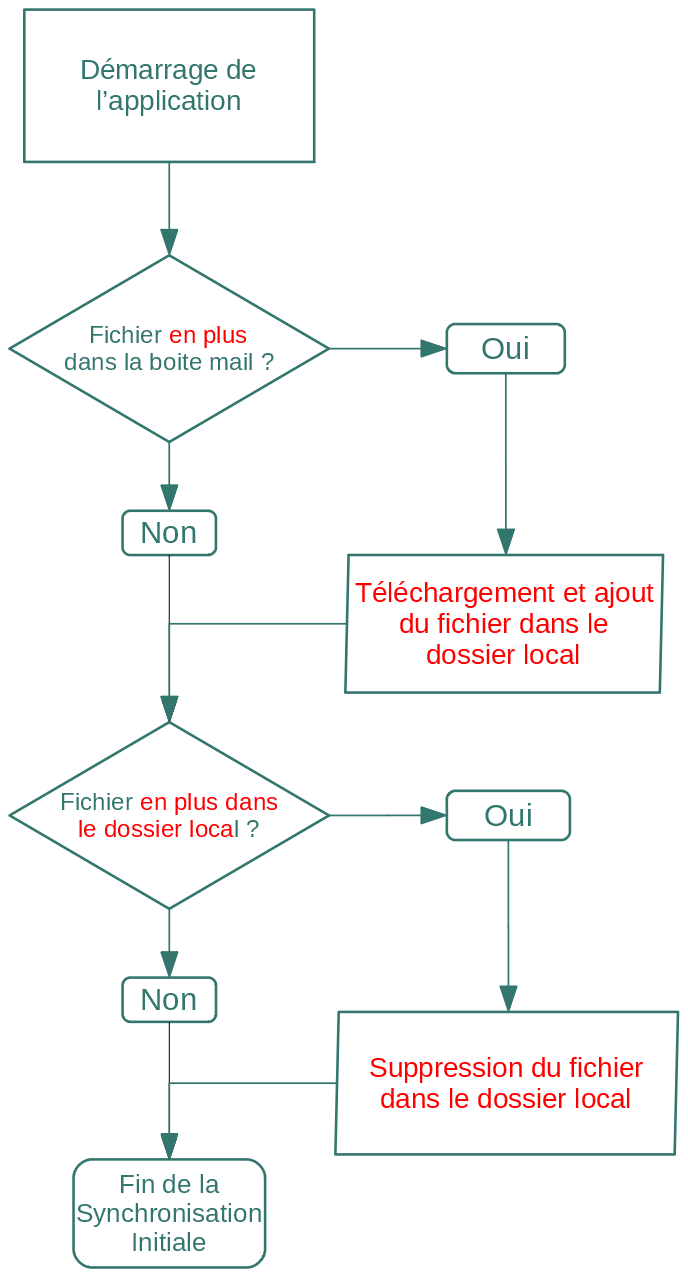 Démarrage de
l’application
Fichier en plus
dans la boite mail ?
Oui
Non
Téléchargement et ajout
du fichier dans le
dossier local
Fichier en plus dans
le dossier local ?
Oui
Non
Suppression du fichier
dans le dossier local
Fin de la
Synchronisation
Initiale